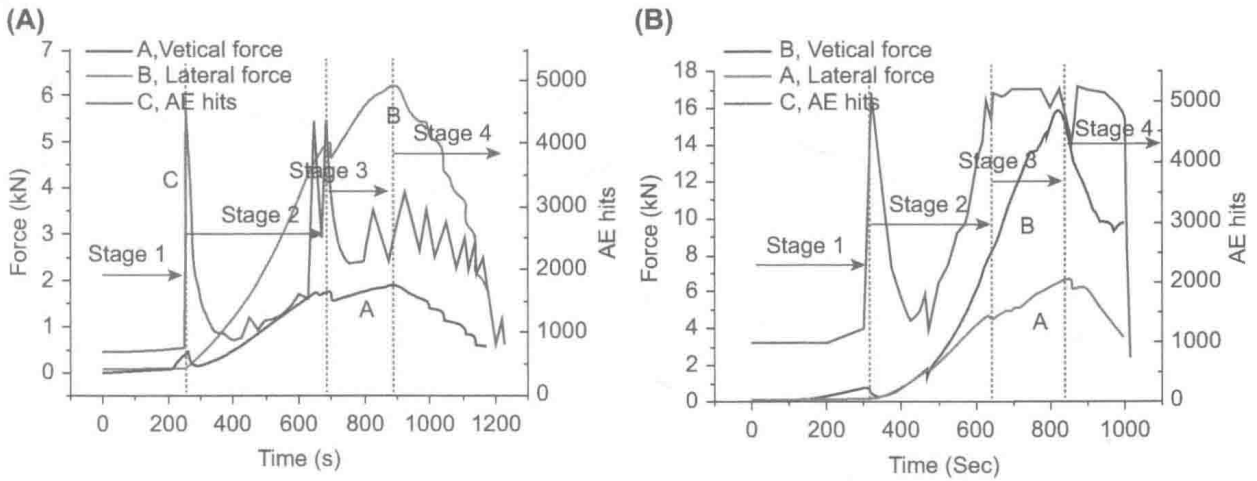 (A)
A, Vetical force
B, Lateral force
C, AE hits
7
6
5
4
3
2
1
0
Force (kN)
5000
4000
3000
2000
1000
0
AE hits
C
B
A
Stage 1
Stage 2
Stage 3
Stage 4
0 200 400 600 800 1000 1200
Time (s)
(B)
B, Vetical force
A, Lateral force
C, AE hits
18
16
14
12
10
8
6
4
2
0
Force (kN)
5000
4000
3000
2000
1000
0
AE hits
B
A
Stage 1
Stage 2
Stage 3
Stage 4
0 200 400 600 800 1000
Time (Sec)